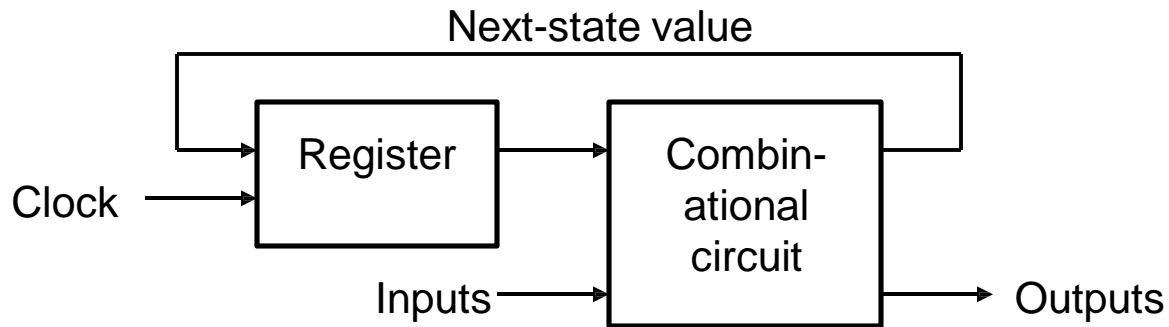 Next-state value
Register
Combin-
ational
circuit
Clock
Inputs
Outputs